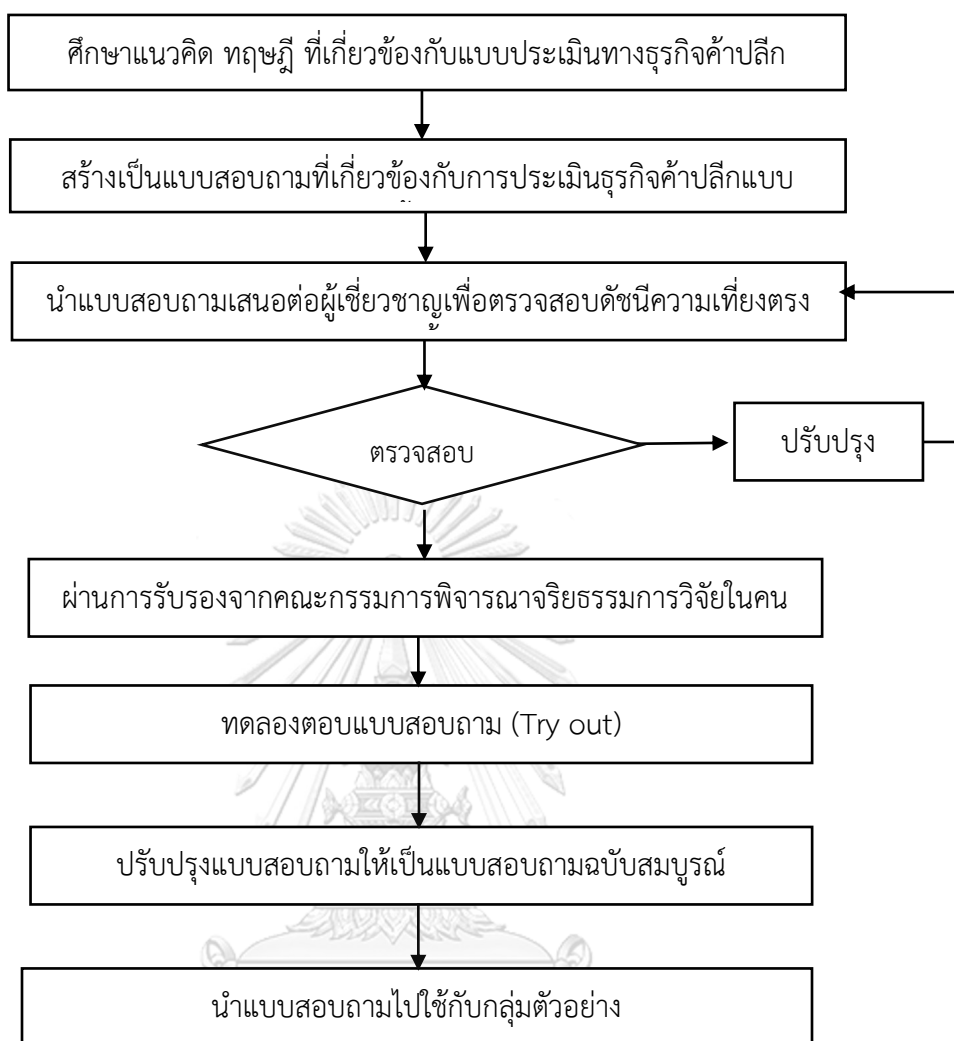 ศึกษาแนวคิด ทฤษฎี ที่เกี่ยวข้องกับแบบประเมินทางธุรกิจค้าปลีก
สร้างเป็นแบบสอบถามที่เกี่ยวข้องกับการประเมินธุรกิจค้าปลีกแบบ
นำแบบสอบถามเสนอต่อผู้เชี่ยวชาญเพื่อตรวจสอบดัชนีความเที่ยงตรง
ตรวจสอบ
ปรับปรุง
ผ่านการรับรองจากคณะกรรมการพิจารณาจริยธรรมการวิจัยในคน
ทดลองตอบแบบสอบถาม (Try out)
ปรับปรุงแบบสอบถามให้เป็นแบบสอบถามฉบับสมบูรณ์
นำแบบสอบถามไปใช้กับกลุ่มตัวอย่าง